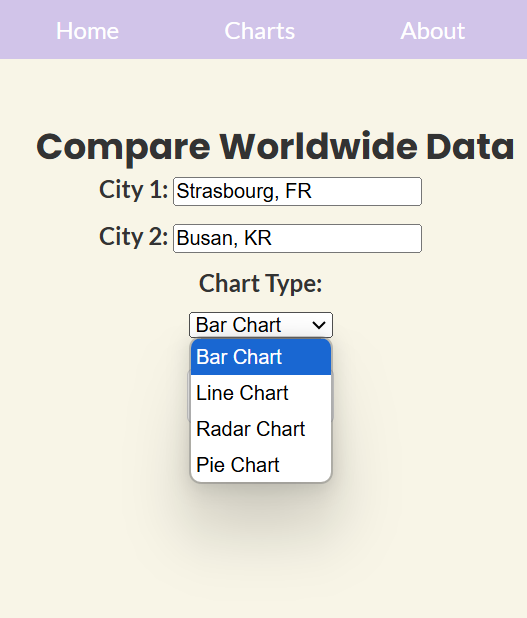 Home Charts About
Compare Worldwide Data
City 1: Strasbourg, FR
City 2: Busan, KR
Chart Type:
Bar Chart
Bar Chart
Line Chart
Radar Chart
Pie Chart